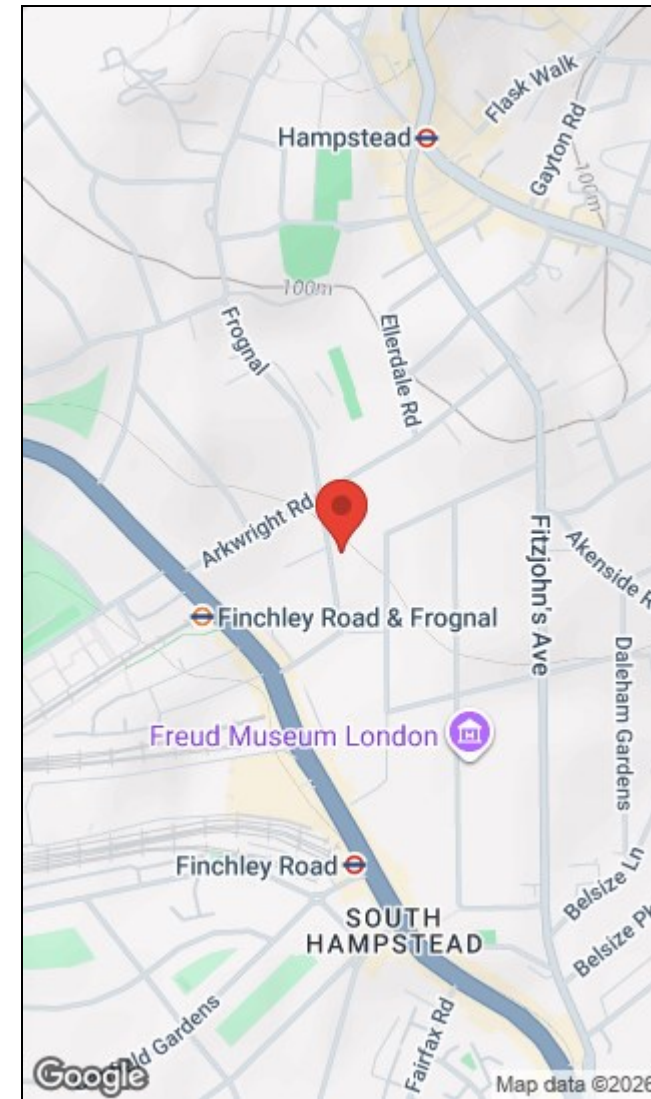 Flask Walk
Hampstead
Gayton Rd
100m
100m
Frognal
Ellerdale Rd
Arkwright Rd
Fitzjohn's Ave
Akenside R
Finchley Road & Frognal
Daleham Gardens
Freud Museum London
Finchley Road
Belsize Ln
SOUTH
HAMPSTEAD
Belsize Pk
Fairfax Rd
Gardens
Google
Map data ©2026